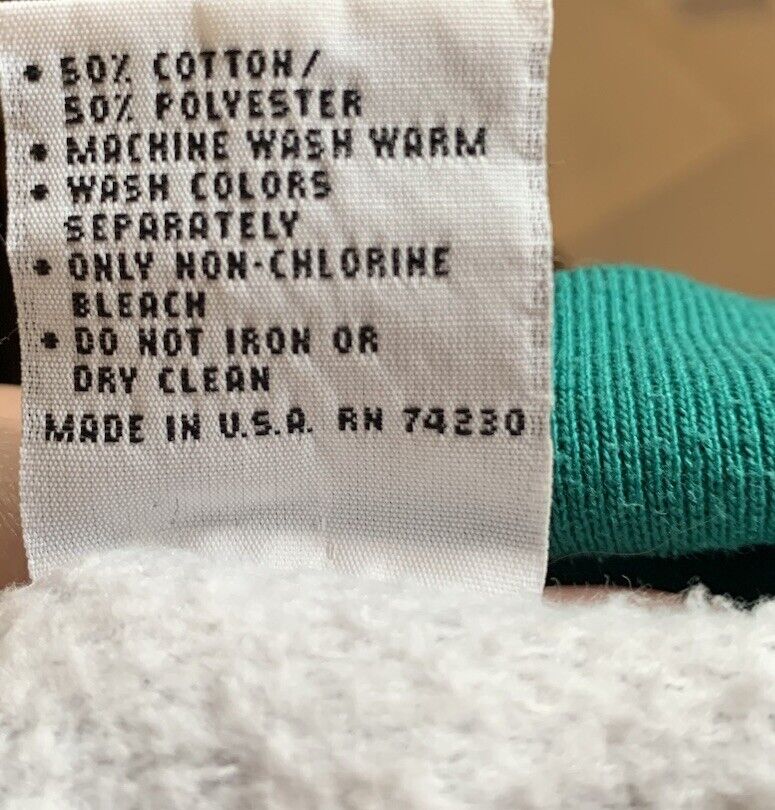 • 50% COTTON/
50% POLYESTER
• MACHINE WASH WARM
• WASH COLORS
SEPARATELY
• ONLY NON-CHLORINE
BLEACH
• DO NOT IRON OR
DRY CLEAN
MADE IN U.S.A. RN 74230